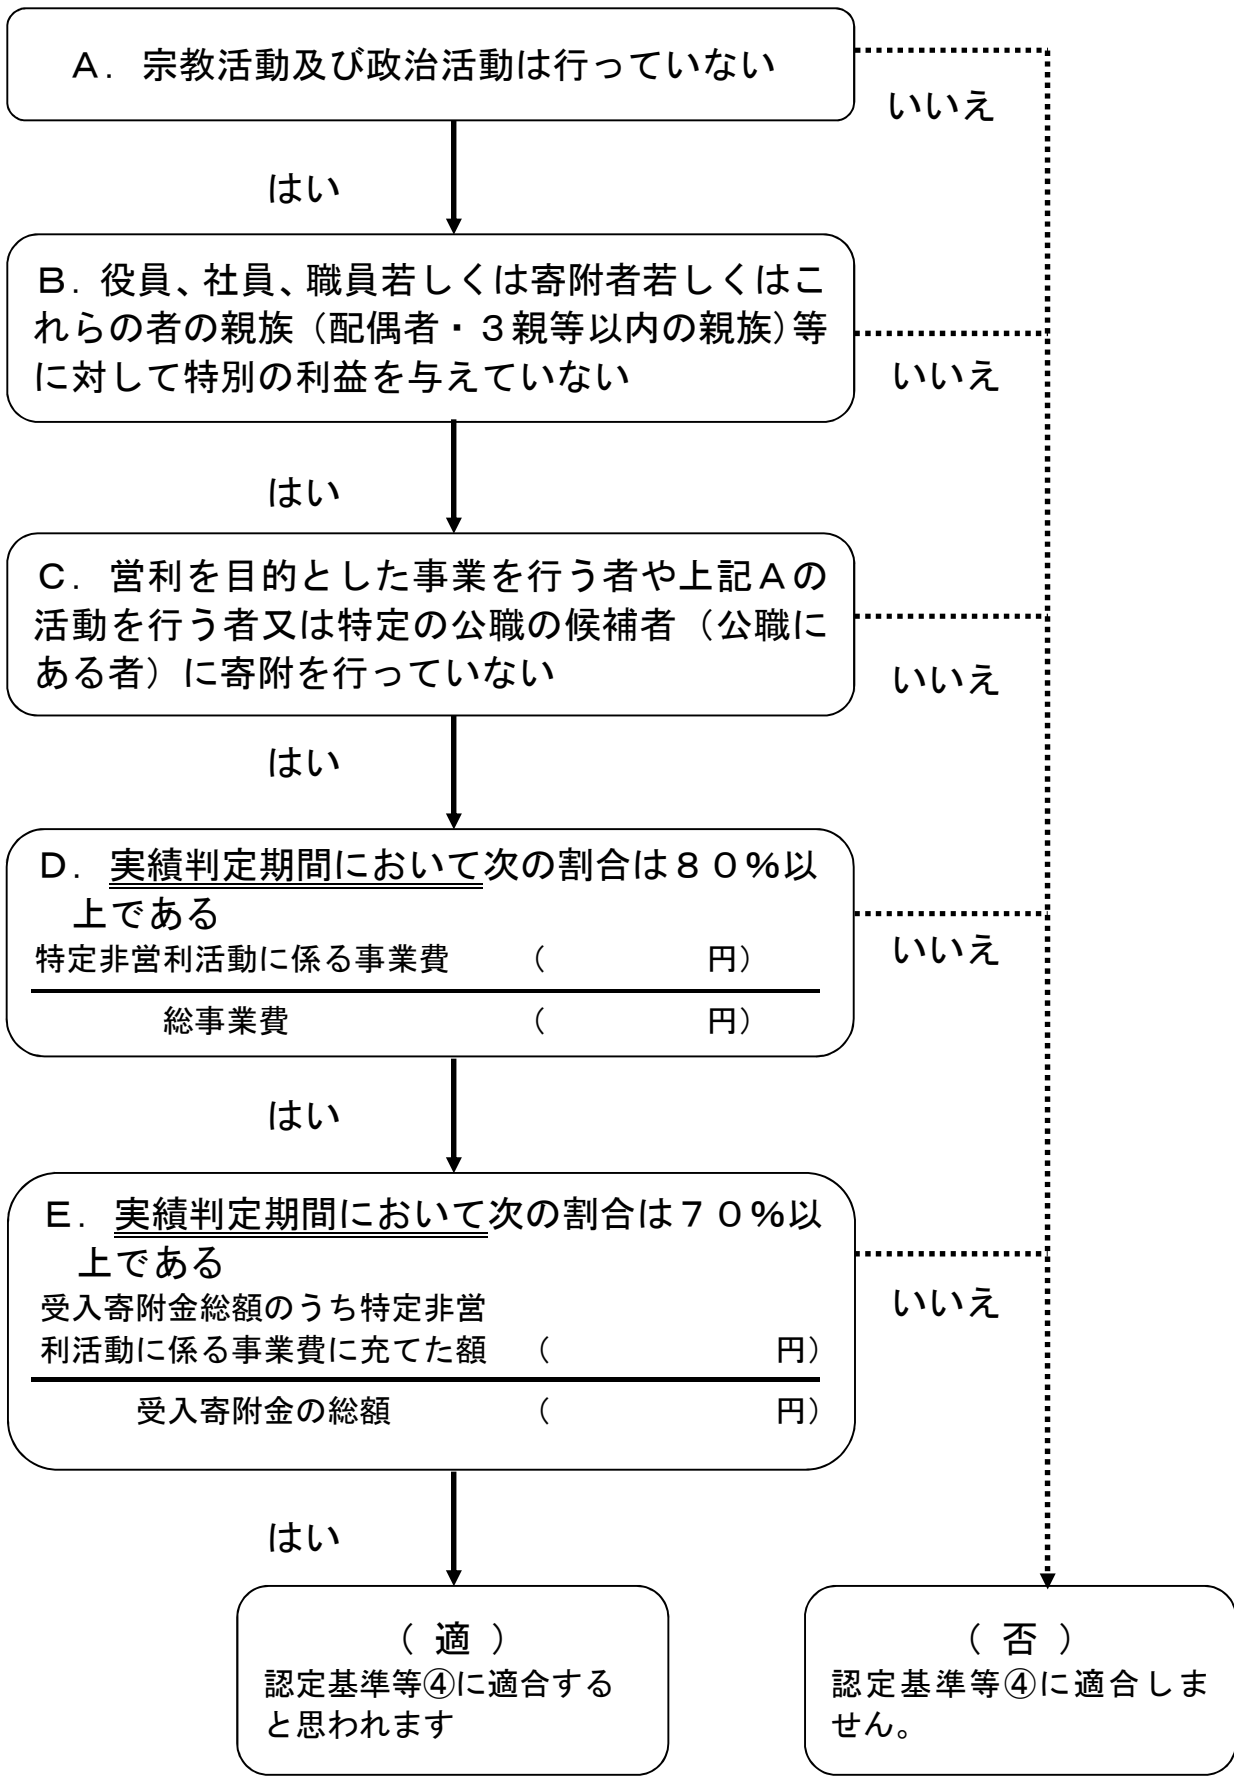 Ａ．宗教活動及び政治活動は行っていない
いいえ
はい
Ｂ．役員、社員、職員若しくは寄附者若しくはこ
れらの者の親族（配偶者・３親等以内の親族）等
に対して特別の利益を与えていない
いいえ
はい
Ｃ．営利を目的とした事業を行う者や上記Ａの
活動を行う者又は特定の公職の候補者（公職に
ある者）に寄附を行っていない
いいえ
はい
Ｄ．実績判定期間において次の割合は８０％以
上である
特定非営利活動に係る事業費　（　　　　　円）
総事業費　（　　　　　円）
いいえ
はい
Ｅ．実績判定期間において次の割合は７０％以
上である
受入寄附金総額のうち特定非営
利活動に係る事業費に充てた額　（　　　　　　　円）
受入寄附金の総額　（　　　　　　　円）
いいえ
はい
（ 適 ）
認定基準等④に適合する
と思われます
（ 否 ）
認定基準等④に適合しま
せん。